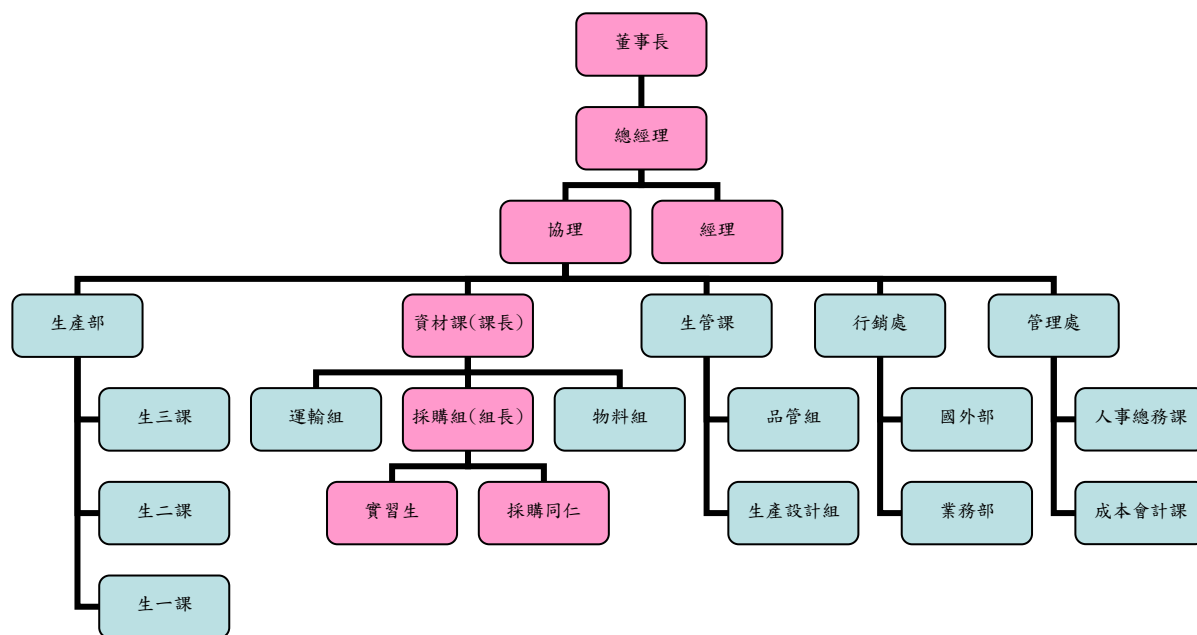 董事長
總經理
協理
經理
生產部
資材課(課長)
生管課
行銷處
管理處
生三課
運輸組
採購組(組長)
物料組
品管組
國外部
人事總務課
生二課
實習生
採購同仁
生產設計組
業務部
成本會計課
生一課